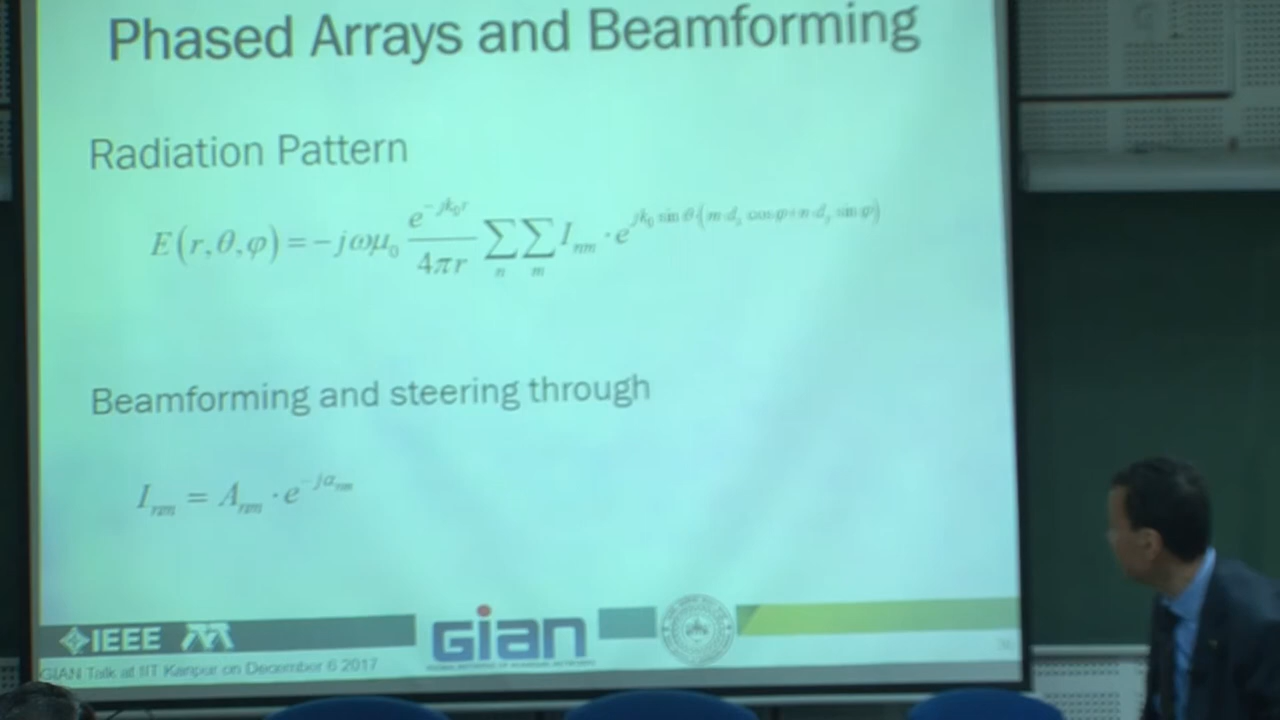 Phased Arrays and Beamforming
Radiation Pattern
E(r,θ,φ) = −jωμ₀ e^{−jk₀r} / 4πr ∑ₙ ∑ₘ Iₙₘ · e^{jk₀ sin θ(m·dₓ cos φ+n·d_y sin φ)}
Beamforming and steering through
Iₙₘ = Aₙₘ · e^{−jαₙₘ}
IEEE
Gian
GIAN Talk at IIT Kanpur on December 6 2017